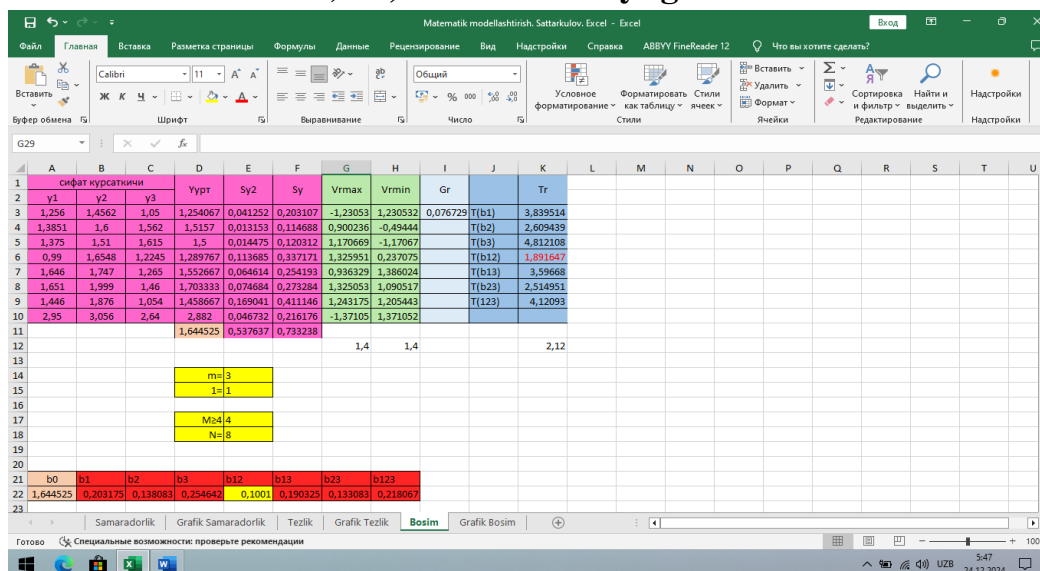 Matematik modellashtirish. Sattarkulov. Excel - Excel Вход
Файл Главная Вставка Разметка страницы Формулы Данные Рецензирование Вид Надстройки Справка ABBYY FineReader 12 Что вы хотите сделать?
Вставить Calibri 11 Ж К Ч Общий % 000 Условное форматирование Форматировать как таблицу Стили ячеек Вставить Удалить Формат Сортировка и фильтр Найти и выделить Надстройки
Буфер обмена Шрифт Выравнивание Число Стили Ячейки Редактирование Надстройки
G29 fx
A B C D E F G H I J K L M N O P Q R S T U
1 сифат курсаткичи Yурт Sy2 Sy Vrmax Vrmin Gr Tr
2 y1 y2 y3
3 1,256 1,4562 1,05 1,254067 0,041252 0,203107 -1,23053 1,230532 0,076729 T(b1) 3,839514
4 1,3851 1,6 1,562 1,5157 0,013153 0,114688 0,900236 -0,49444 T(b2) 2,609439
5 1,375 1,51 1,615 1,5 0,014475 0,120312 1,170669 -1,17067 T(b3) 4,812108
6 0,99 1,6548 1,2245 1,289767 0,113685 0,337171 1,325951 0,237075 T(b12) 1,891647
7 1,646 1,747 1,265 1,552667 0,064614 0,254193 0,936329 1,386024 T(b13) 3,59668
8 1,651 1,999 1,46 1,703333 0,074684 0,273284 1,325053 1,090517 T(b23) 2,514951
9 1,446 1,876 1,054 1,458667 0,169041 0,411146 1,243175 1,205443 T(123) 4,12093
10 2,95 3,056 2,64 2,882 0,046732 0,216176 -1,37105 1,371052
11 1,644525 0,537637 0,733238
12 1,4 1,4 2,12
13
14 m= 3
15 1= 1
16
17 M≥4 4
18 N= 8
19
20
21 b0 b1 b2 b3 b12 b13 b23 b123
22 1,644525 0,203175 0,138083 0,254642 0,1001 0,190325 0,133083 0,218067
23
Samaradorlik Grafik Samaradorlik Tezlik Grafik Tezlik Bosim Grafik Bosim
Готово Специальные возможности: проверьте рекомендации 100
UZB 5:47
24.12.2024